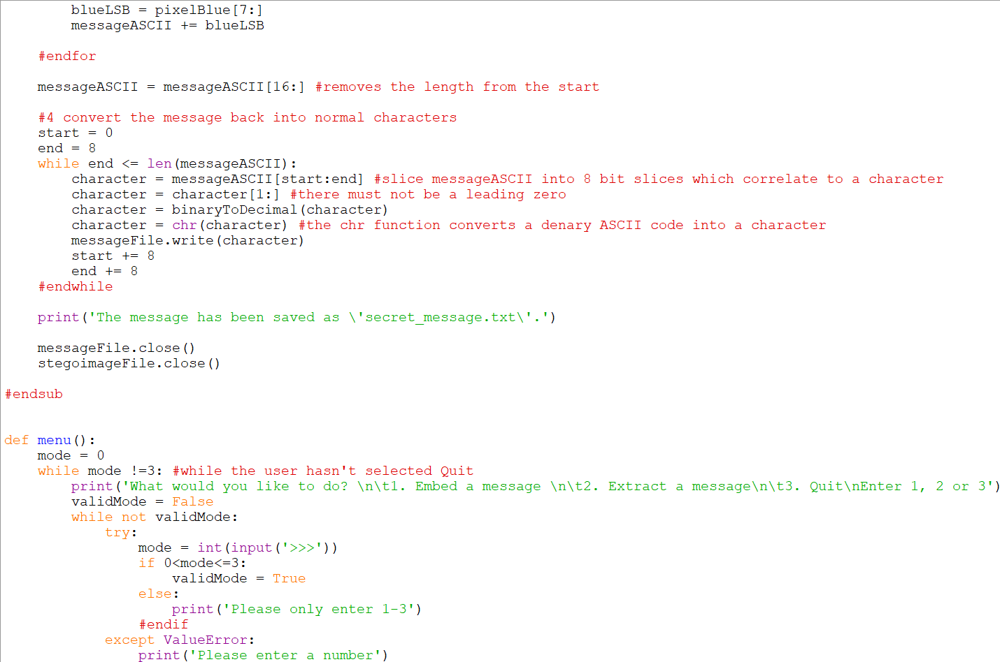 blueLSB = pixelBlue[7:]
        messageASCII += blueLSB

    #endfor

    messageASCII = messageASCII[16:] #removes the length from the start

    #4 convert the message back into normal characters
    start = 0
    end = 8
    while end <= len(messageASCII):
        character = messageASCII[start:end] #slice messageASCII into 8 bit slices which correlate to a character
        character = character[1:] #there must not be a leading zero
        character = binaryToDecimal(character)
        character = chr(character) #the chr function converts a denary ASCII code into a character
        messageFile.write(character)
        start += 8
        end += 8
    #endwhile

    print('The message has been saved as \'secret_message.txt\'.')

    messageFile.close()
    stegoimageFile.close()

#endsub


def menu():
    mode = 0
    while mode !=3: #while the user hasn't selected Quit
        print('What would you like to do? \n\t1. Embed a message \n\t2. Extract a message\n\t3. Quit\nEnter 1, 2 or 3')
        validMode = False
        while not validMode:
            try:
                mode = int(input('>>>'))
                if 0<mode<=3:
                    validMode = True
                else:
                    print('Please only enter 1-3')
                #endif
            except ValueError:
                print('Please enter a number')